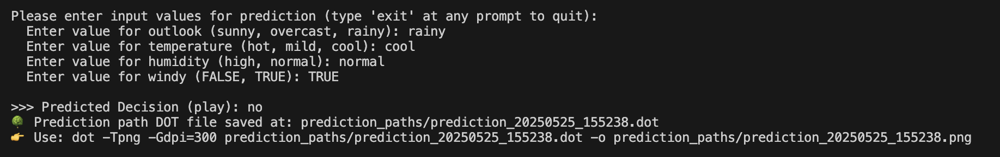 Please enter input values for prediction (type 'exit' at any prompt to quit):
  Enter value for outlook (sunny, overcast, rainy): rainy
  Enter value for temperature (hot, mild, cool): cool
  Enter value for humidity (high, normal): normal
  Enter value for windy (FALSE, TRUE): TRUE

>>> Predicted Decision (play): no
🌳 Prediction path DOT file saved at: prediction_paths/prediction_20250525_155238.dot
👉 Use: dot -Tpng -Gdpi=300 prediction_paths/prediction_20250525_155238.dot -o prediction_paths/prediction_20250525_155238.png